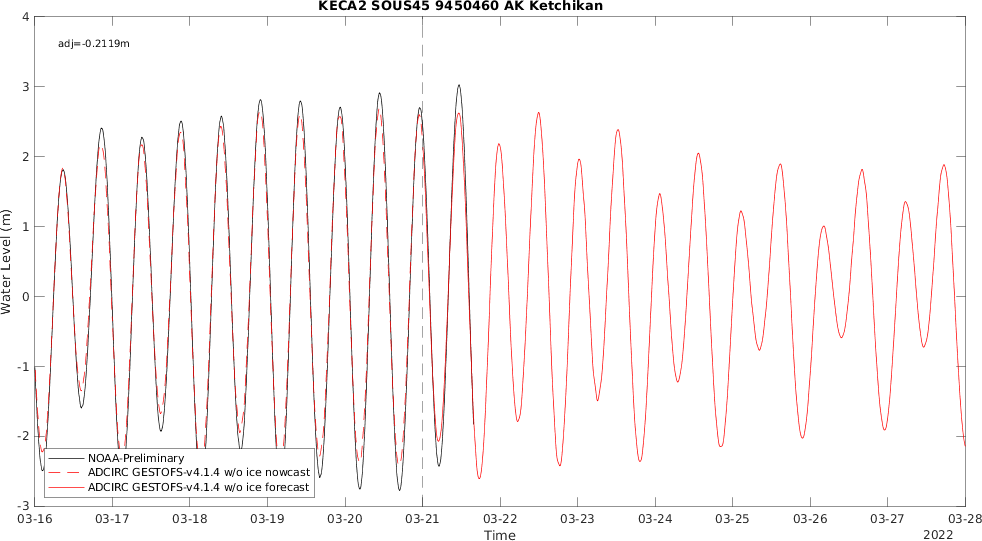 KECA2 SOUS45 9450460 AK Ketchikan
adj=-0.2119m
Water Level (m)
4
3
2
1
0
-1
-2
-3
NOAA-Preliminary
ADCIRC GESTOFS-v4.1.4 w/o ice nowcast
ADCIRC GESTOFS-v4.1.4 w/o ice forecast
03-16 03-17 03-18 03-19 03-20 03-21 03-22 03-23 03-24 03-25 03-26 03-27 03-28
Time
2022